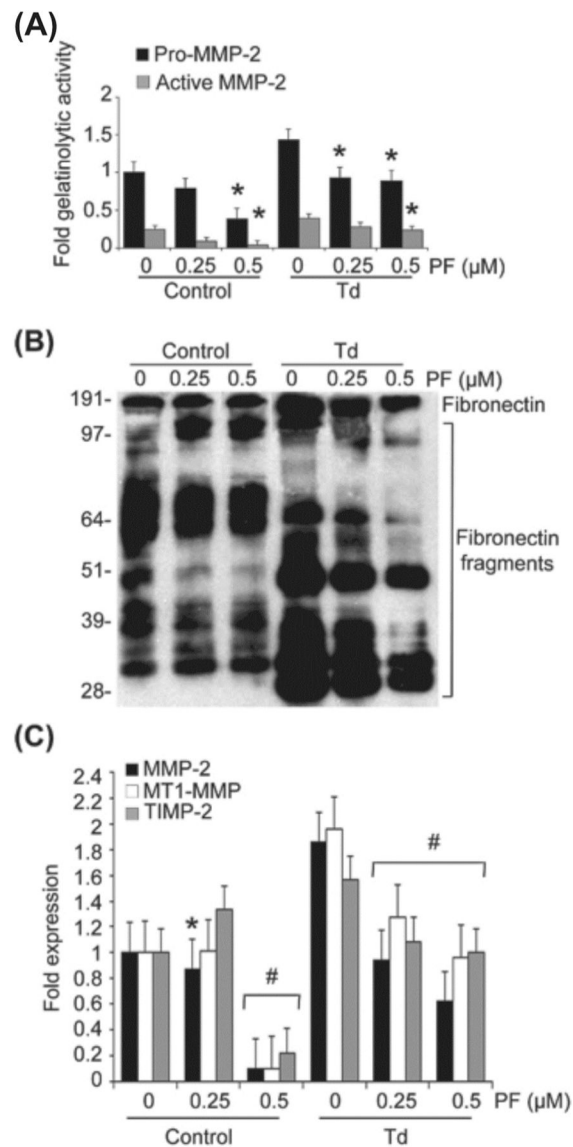 (A)
Pro-MMP-2
Active MMP-2
Fold gelatinolytic activity
2
1.5
1
0.5
0
* * * * *
0 0.25 0.5 0 0.25 0.5 PF (µM)
Control Td
(B)
Control Td
0 0.25 0.5 0 0.25 0.5 PF (µM)
191- Fibronectin
97-
64-
Fibronectin
fragments
51-
39-
28-
(C)
MMP-2
MT1-MMP
TIMP-2
Fold expression
2.4
2.2
2
1.8
1.6
1.4
1.2
1
0.8
0.6
0.4
0.2
0
* # #
0 0.25 0.5 0 0.25 0.5 PF (µM)
Control Td